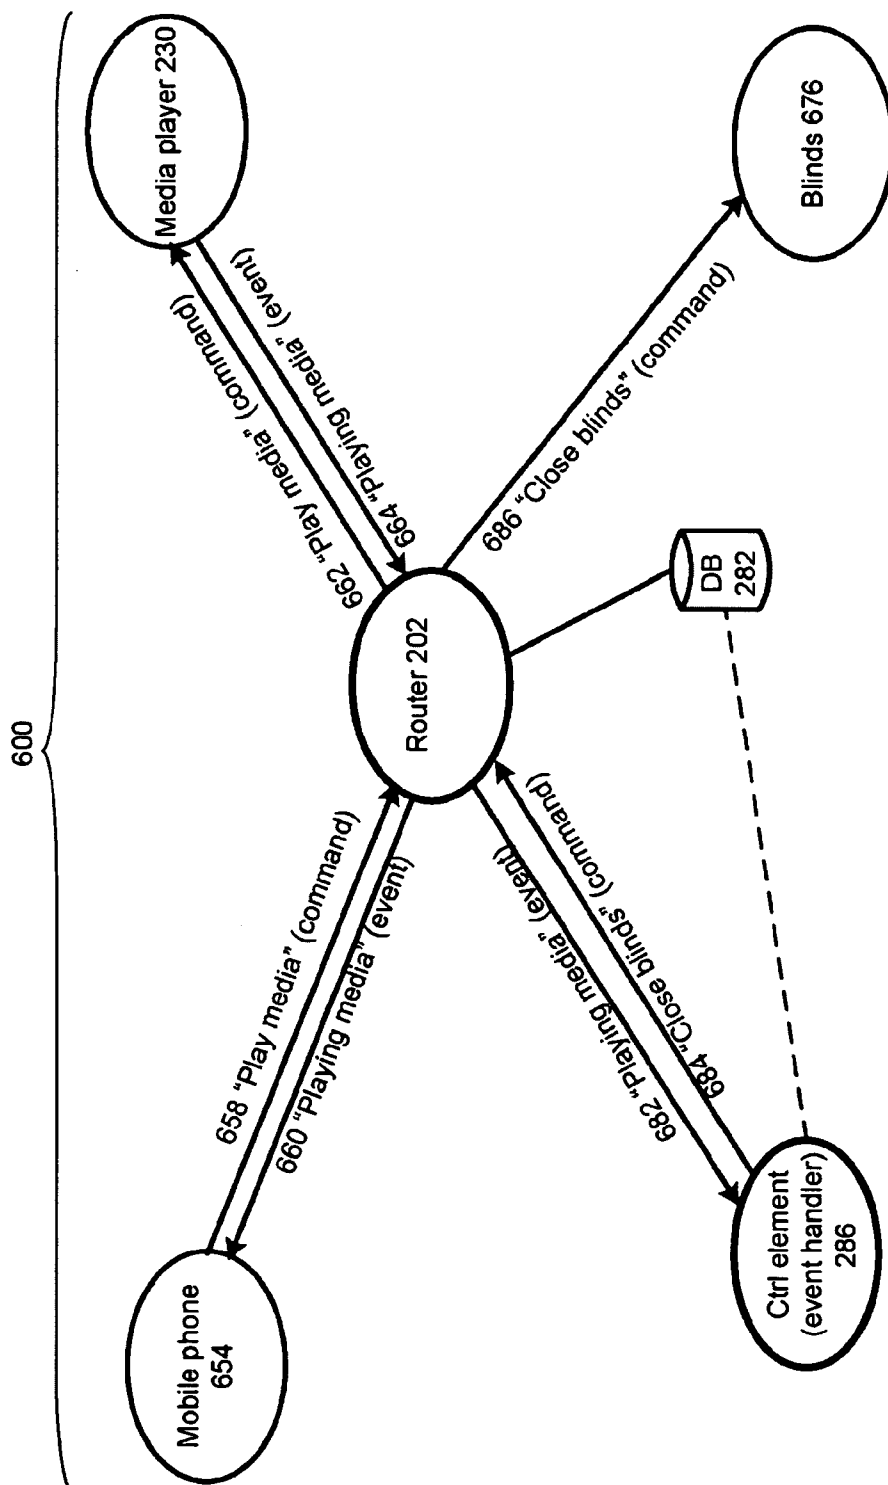 600
Mobile phone
654
Media player 230
658 “Play media” (command)
660 “Playing media” (event)
662 “Play media” (command)
664 “Playing media” (event)
Router 202
682 “Playing media” (event)
684 “Close blinds” (command)
686 “Close blinds” (command)
DB
282
Ctrl element
(event handler)
286
Blinds 676